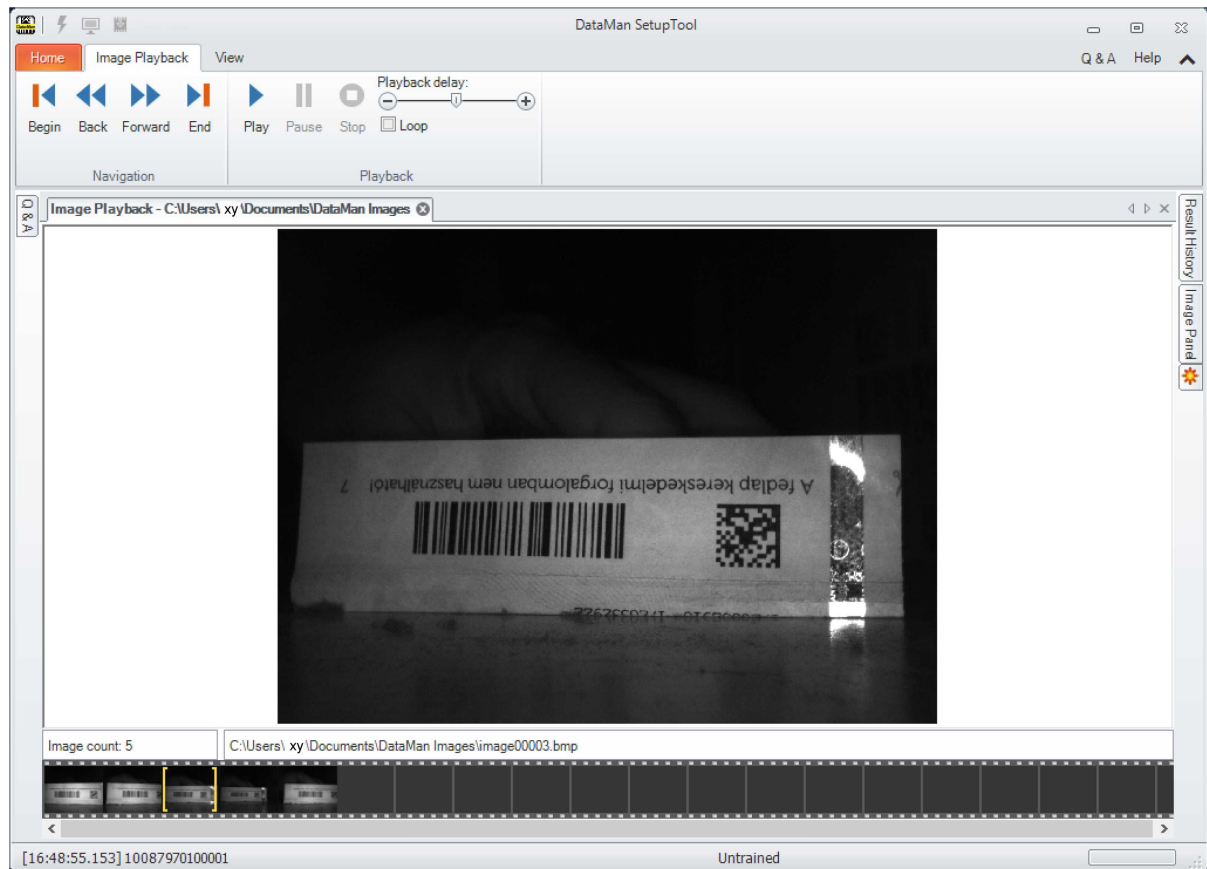 DataMan SetupTool
Home Image Playback View Q & A Help
Begin Back Forward End Play Pause Stop
Playback delay:
Loop
Navigation Playback
Q & A
Image Playback - C:\Users\ xy \Documents\DataMan Images
Result History
Image Panel
A fedlap kereskedelmi forgalomban nem használható!
Image count: 5
C:\Users\ xy \Documents\DataMan Images\image00003.bmp
[16:48:55.153] 10087970100001
Untrained